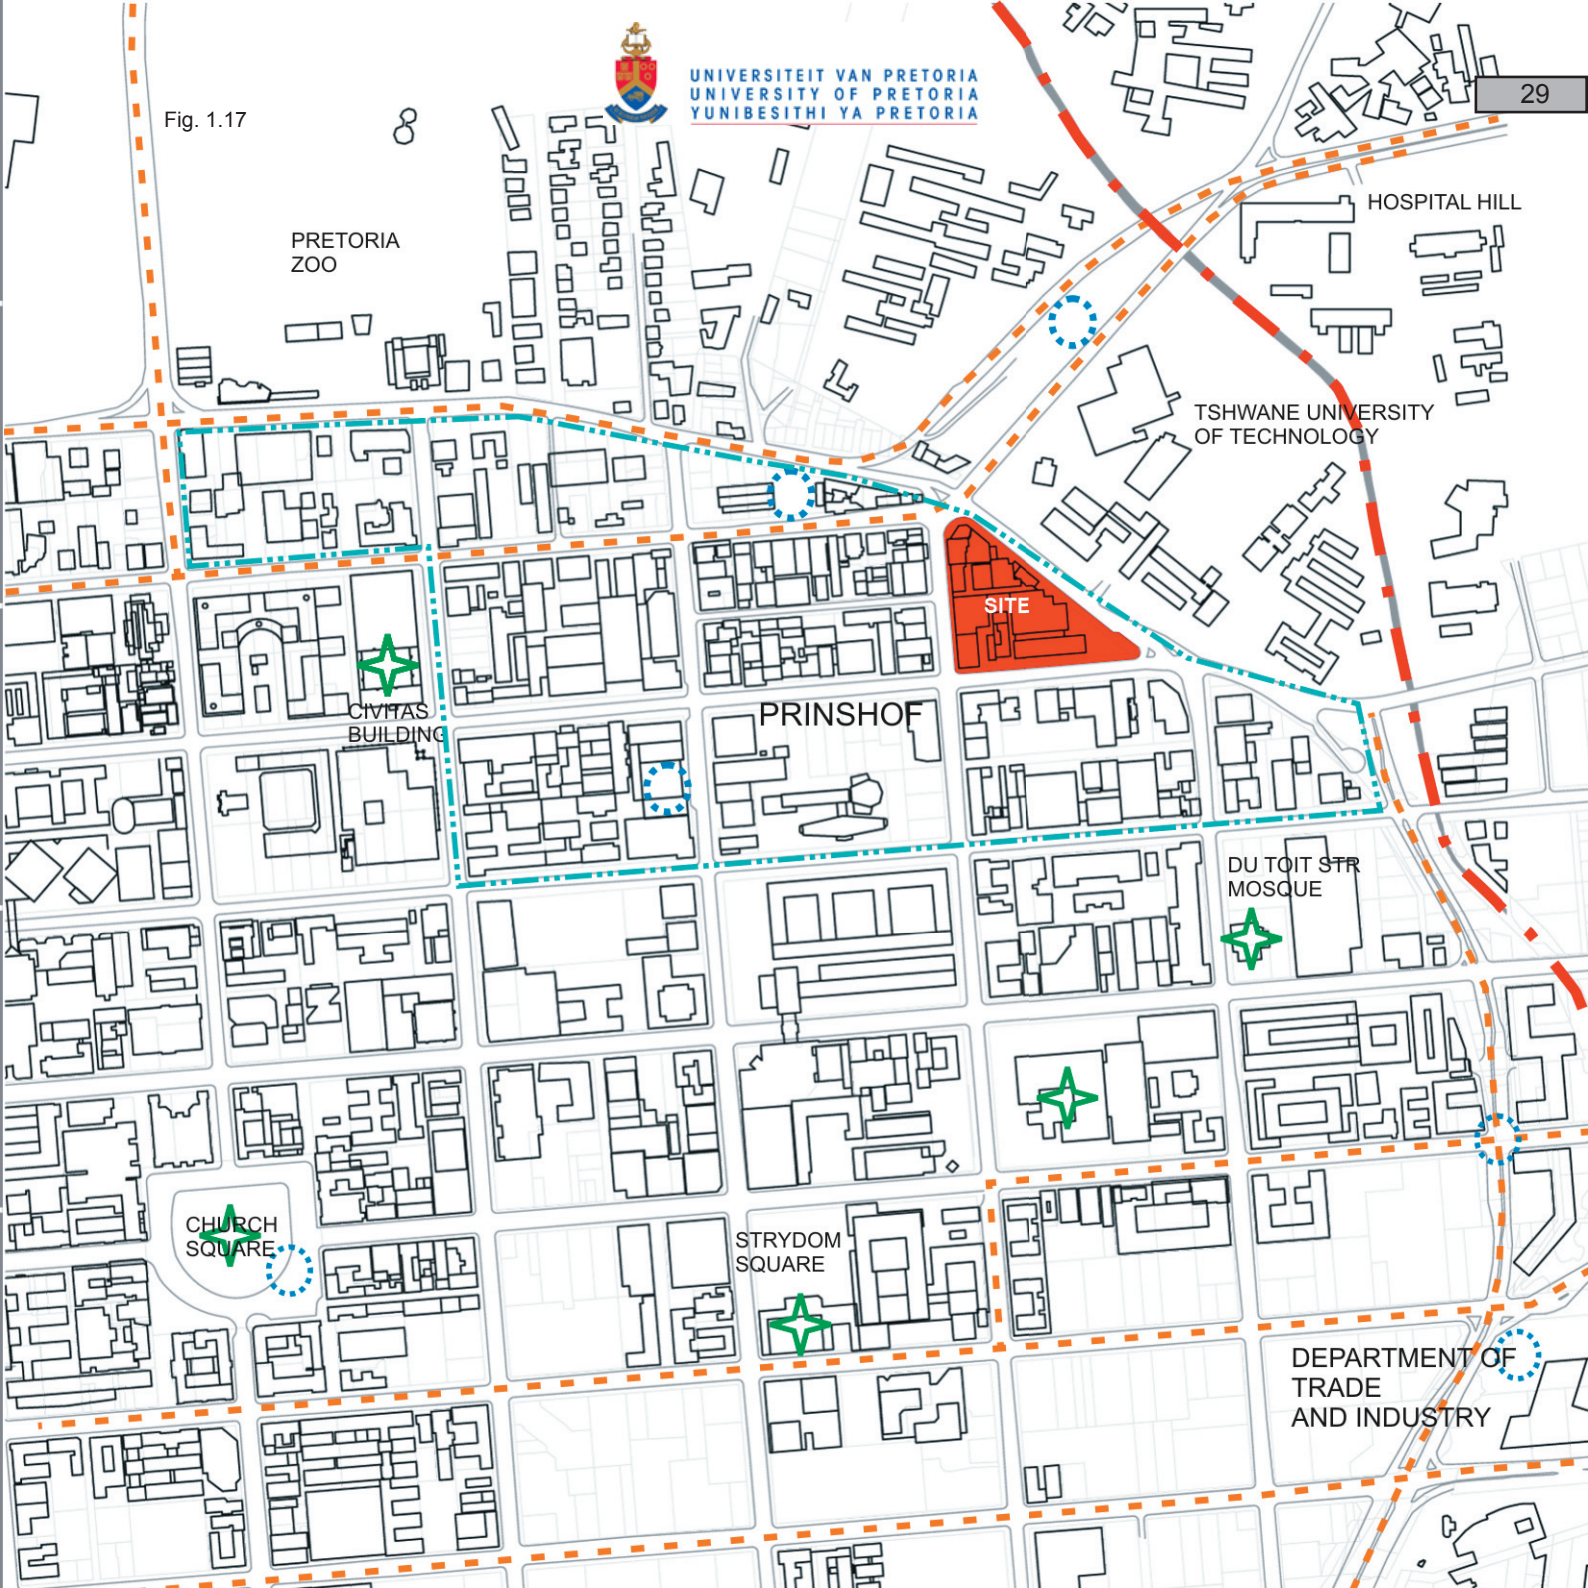 UNIVERSITEIT VAN PRETORIA
UNIVERSITY OF PRETORIA
YUNIBESITHI YA PRETORIA
29
Fig. 1.17
HOSPITAL HILL
PRETORIA
ZOO
TSHWANE UNIVERSITY
OF TECHNOLOGY
SITE
CIVITAS
BUILDING
PRINSHOF
DU TOIT STR
MOSQUE
CHURCH
SQUARE
STRYDOM
SQUARE
DEPARTMENT OF
TRADE
AND INDUSTRY